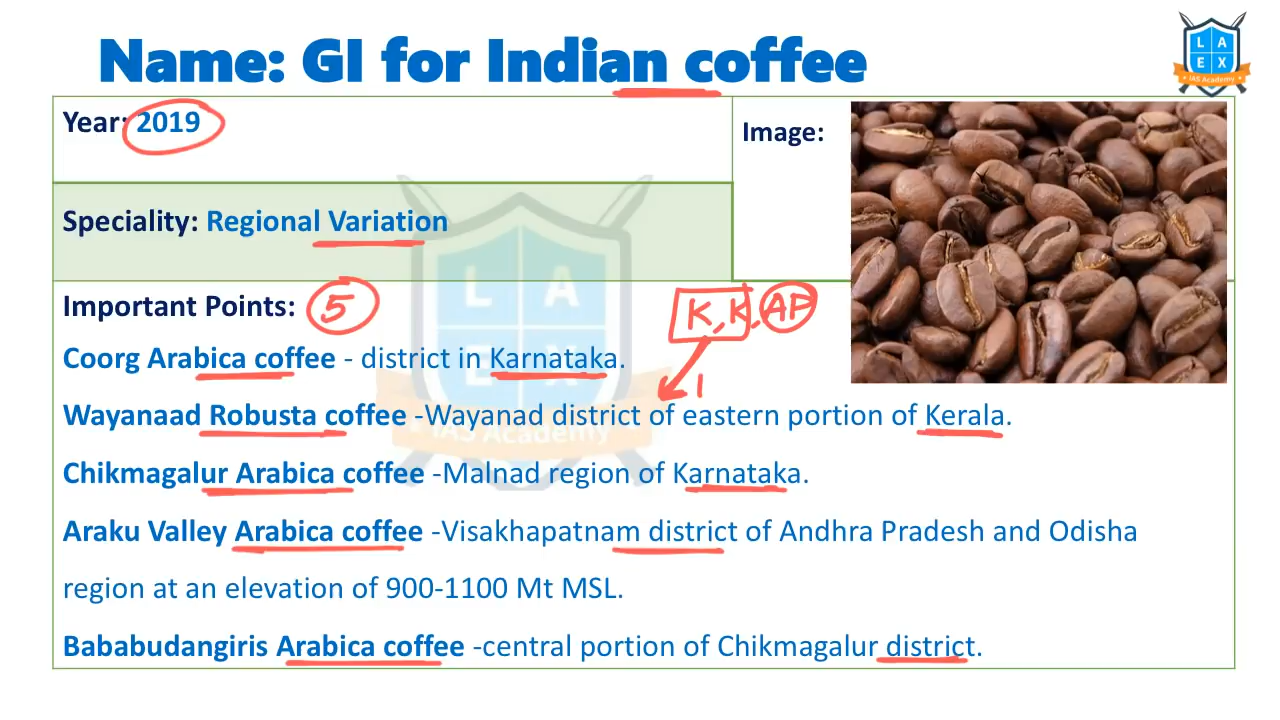 Name: GI for Indian coffee
L A
E X
IAS Academy
Year: 2019
Image:
Speciality: Regional Variation
L A
E X
IAS Academy
Important Points: 5
K, K, AP
1
Coorg Arabica coffee - district in Karnataka.
Wayanaad Robusta coffee -Wayanad district of eastern portion of Kerala.
Chikmagalur Arabica coffee -Malnad region of Karnataka.
Araku Valley Arabica coffee -Visakhapatnam district of Andhra Pradesh and Odisha
region at an elevation of 900-1100 Mt MSL.
Bababudangiris Arabica coffee -central portion of Chikmagalur district.